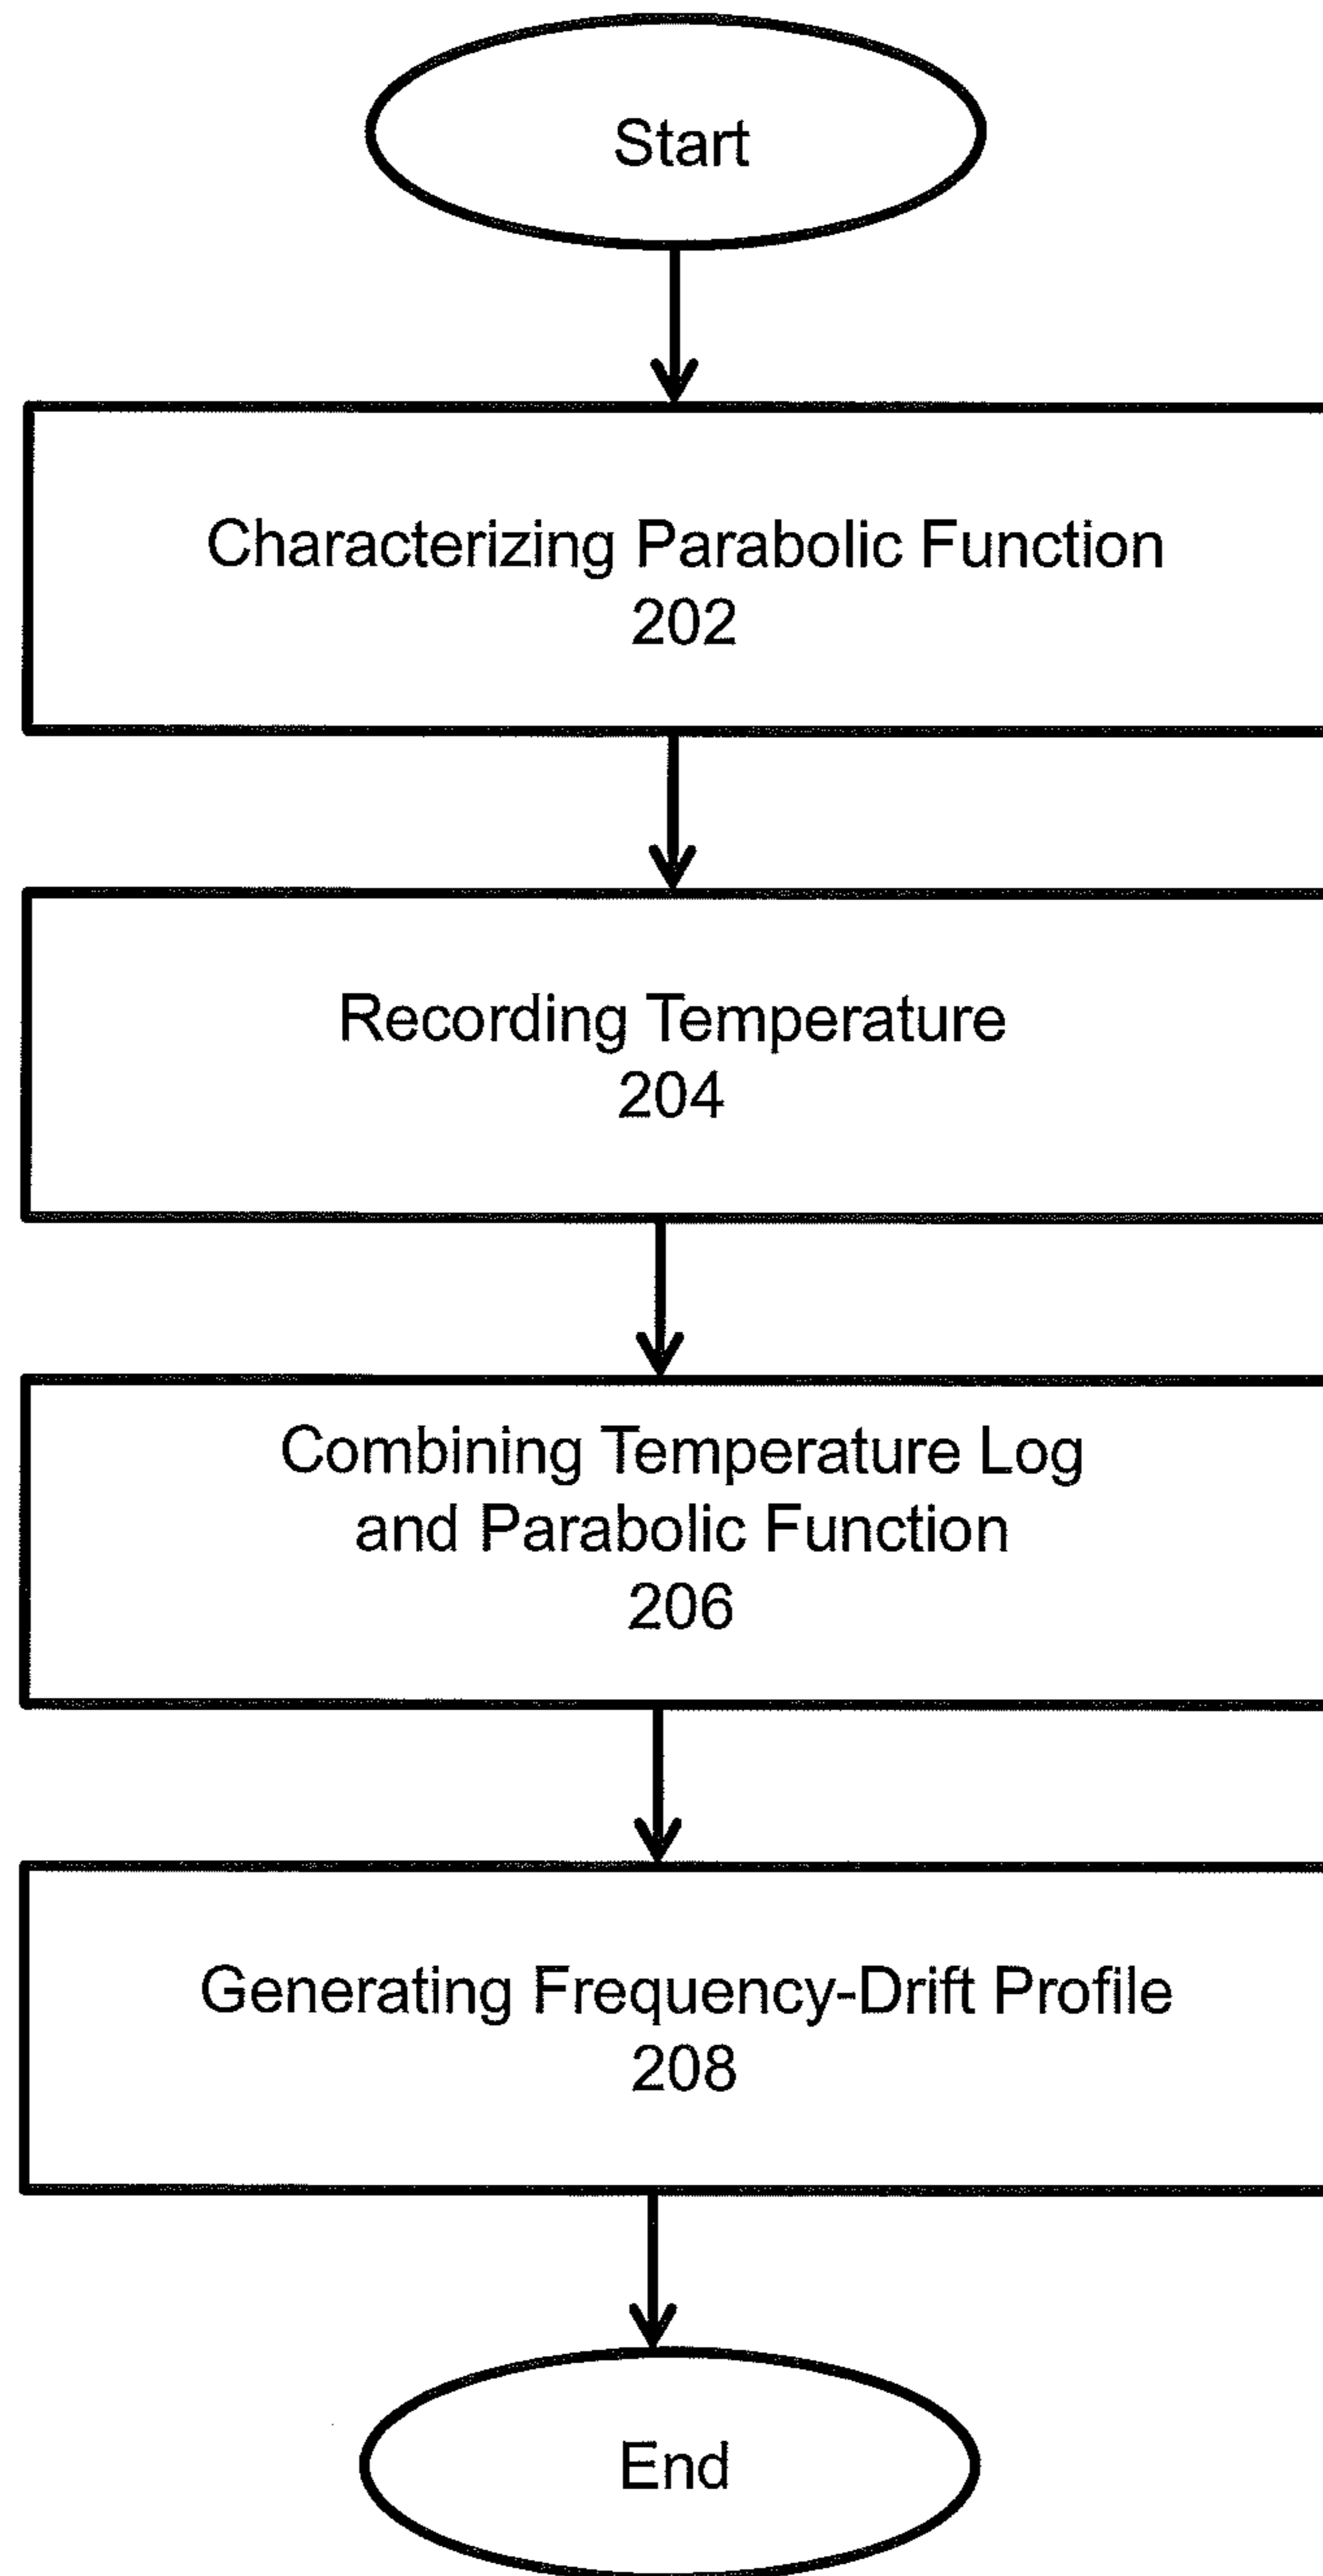 Start
Characterizing Parabolic Function
202
Recording Temperature
204
Combining Temperature Log
and Parabolic Function
206
Generating Frequency-Drift Profile
208
End